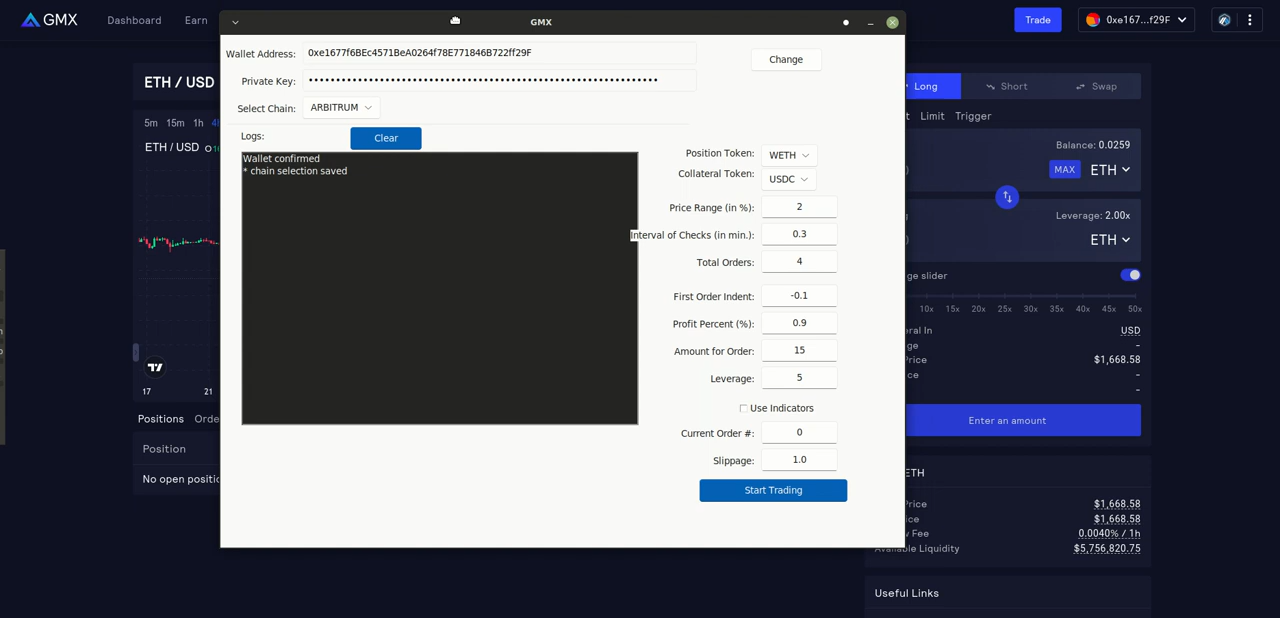 GMX
Dashboard
Earn
GMX
Trade
0xe167...f29F
ETH / USD
5m 15m 1h
ETH / USD
17 21
Positions
Position
Wallet Address: 0xe1677f6BEc4571BeA0264f78E771846B722ff29F
Change
Private Key: ••••••••••••••••••••••••••••••••••••••••••••••••••••••••••••••••
Select Chain: ARBITRUM
Logs: Clear
Wallet confirmed
* chain selection saved
Position Token: WETH
Collateral Token: USDC
Price Range (in %): 2
Interval of Checks (in min.): 0.3
Total Orders: 4
First Order Indent: -0.1
Profit Percent (%): 0.9
Amount for Order: 15
Leverage: 5
Use Indicators
Current Order #: 0
Slippage: 1.0
Start Trading
Long Short Swap
Limit Trigger
Balance: 0.0259
MAX ETH
Leverage: 2.00x
ETH
slider
10x 15x 20x 25x 30x 35x 40x 45x 50x
In USD
–
Price $1,668.58
–
–
Enter an amount
ETH
Price $1,668.58
$1,668.58
Fee 0.0040% / 1h
Available Liquidity $5,756,820.75
Useful Links
No open